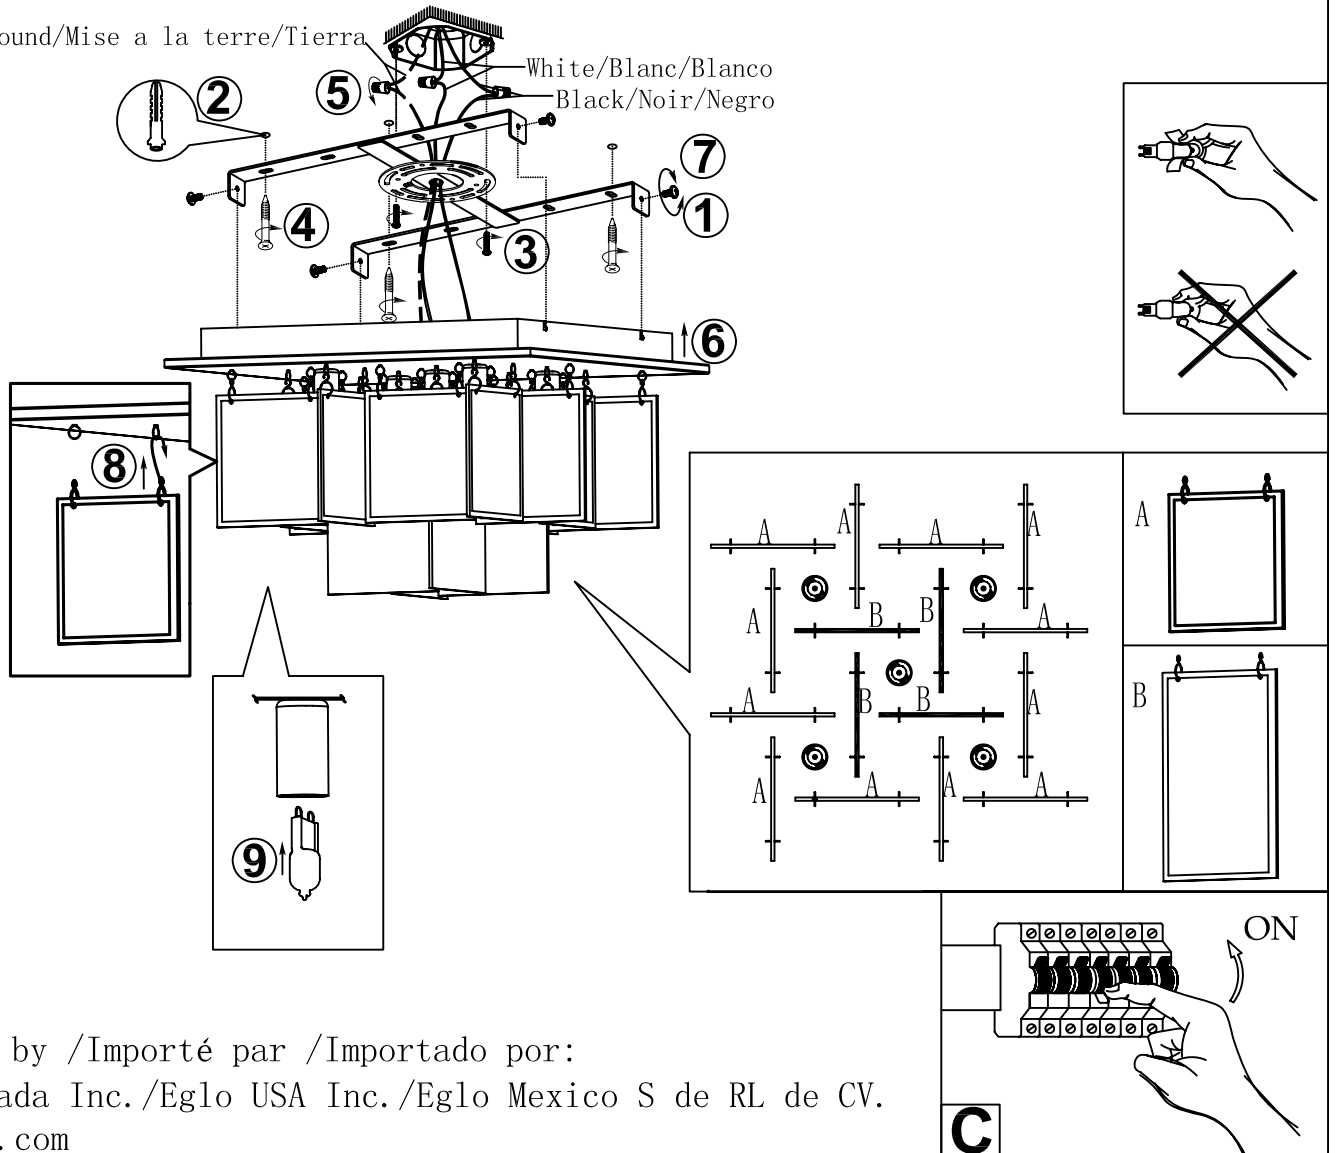 ound/Mise a la terre/Tierra
White/Blanc/Blanco
Black/Noir/Negro
2
5
7
1
4
3
6
8
9
A A A A
A B B A
A B B A
A A A A
A
B
ON
C
by /Importé par /Importado por:
ada Inc./Eglo USA Inc./Eglo Mexico S de RL de CV.
.com